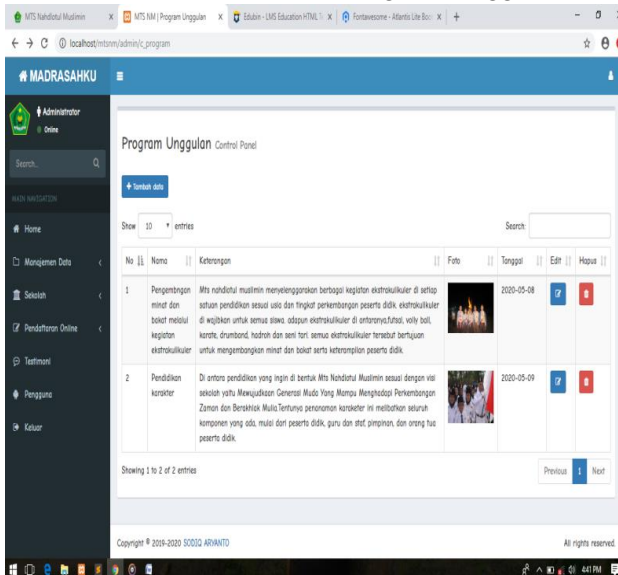 MTS Nahdlotul Muslimin
MTS NM | Program Unggulan
Edubin - LMS Education HTML
Fontawesome - Atlantis Lite Boo
localhost/mtsnm/admin/c_program
MADRASAHKU
Administrator
Online
Search...
MAIN NAVIGATION
Home
Manajemen Data
Sekolah
Pendaftaran Online
Testimoni
Pengguna
Keluar
Program Unggulan Control Panel
+ Tambah data
Show 10 entries
Search:
No Nama Keterangan Foto Tanggal Edit Hapus
1 Pengembngan minat dan bakat melalui kegiatan ekstrakulikuler
Mts nahdlotul muslimin menyelenggarakan berbagai kegiatan ekstrakulikuler di setiap
satuan pendidikan sesuai usia dan tingkat perkembangan peserta didik. ekstrakulikuler
di wajibkan untuk semua siswa. adapun ekstrakulikuler di antaranya,futsal, volly ball,
karate, drumband, hadroh dan seni tari. semua ekstrakulikuler tersebut bertujuan
untuk mengembangkan minat dan bakat serta keterampilan peserta didik.
2020-05-08
2 Pendidikan karakter
Di antara pendidikan yang ingin di bentuk Mts Nahdlotul Muslimin sesuai dengan visi
sekolah yaitu Mewujudkaan Generasi Muda Yang Mampu Menghadapi Perkembangan
Zaman dan Berakhlak Mulia.Tentunya penanaman karaketer ini melibatkan seluruh
komponen yang ada, mulai dari peserta didik, guru dan staf, pimpinan, dan orang tua
peserta didik.
2020-05-09
Showing 1 to 2 of 2 entries
Previous 1 Next
Copyright © 2019-2020 SODIQ ARYANTO
All rights reserved.
4:41 PM